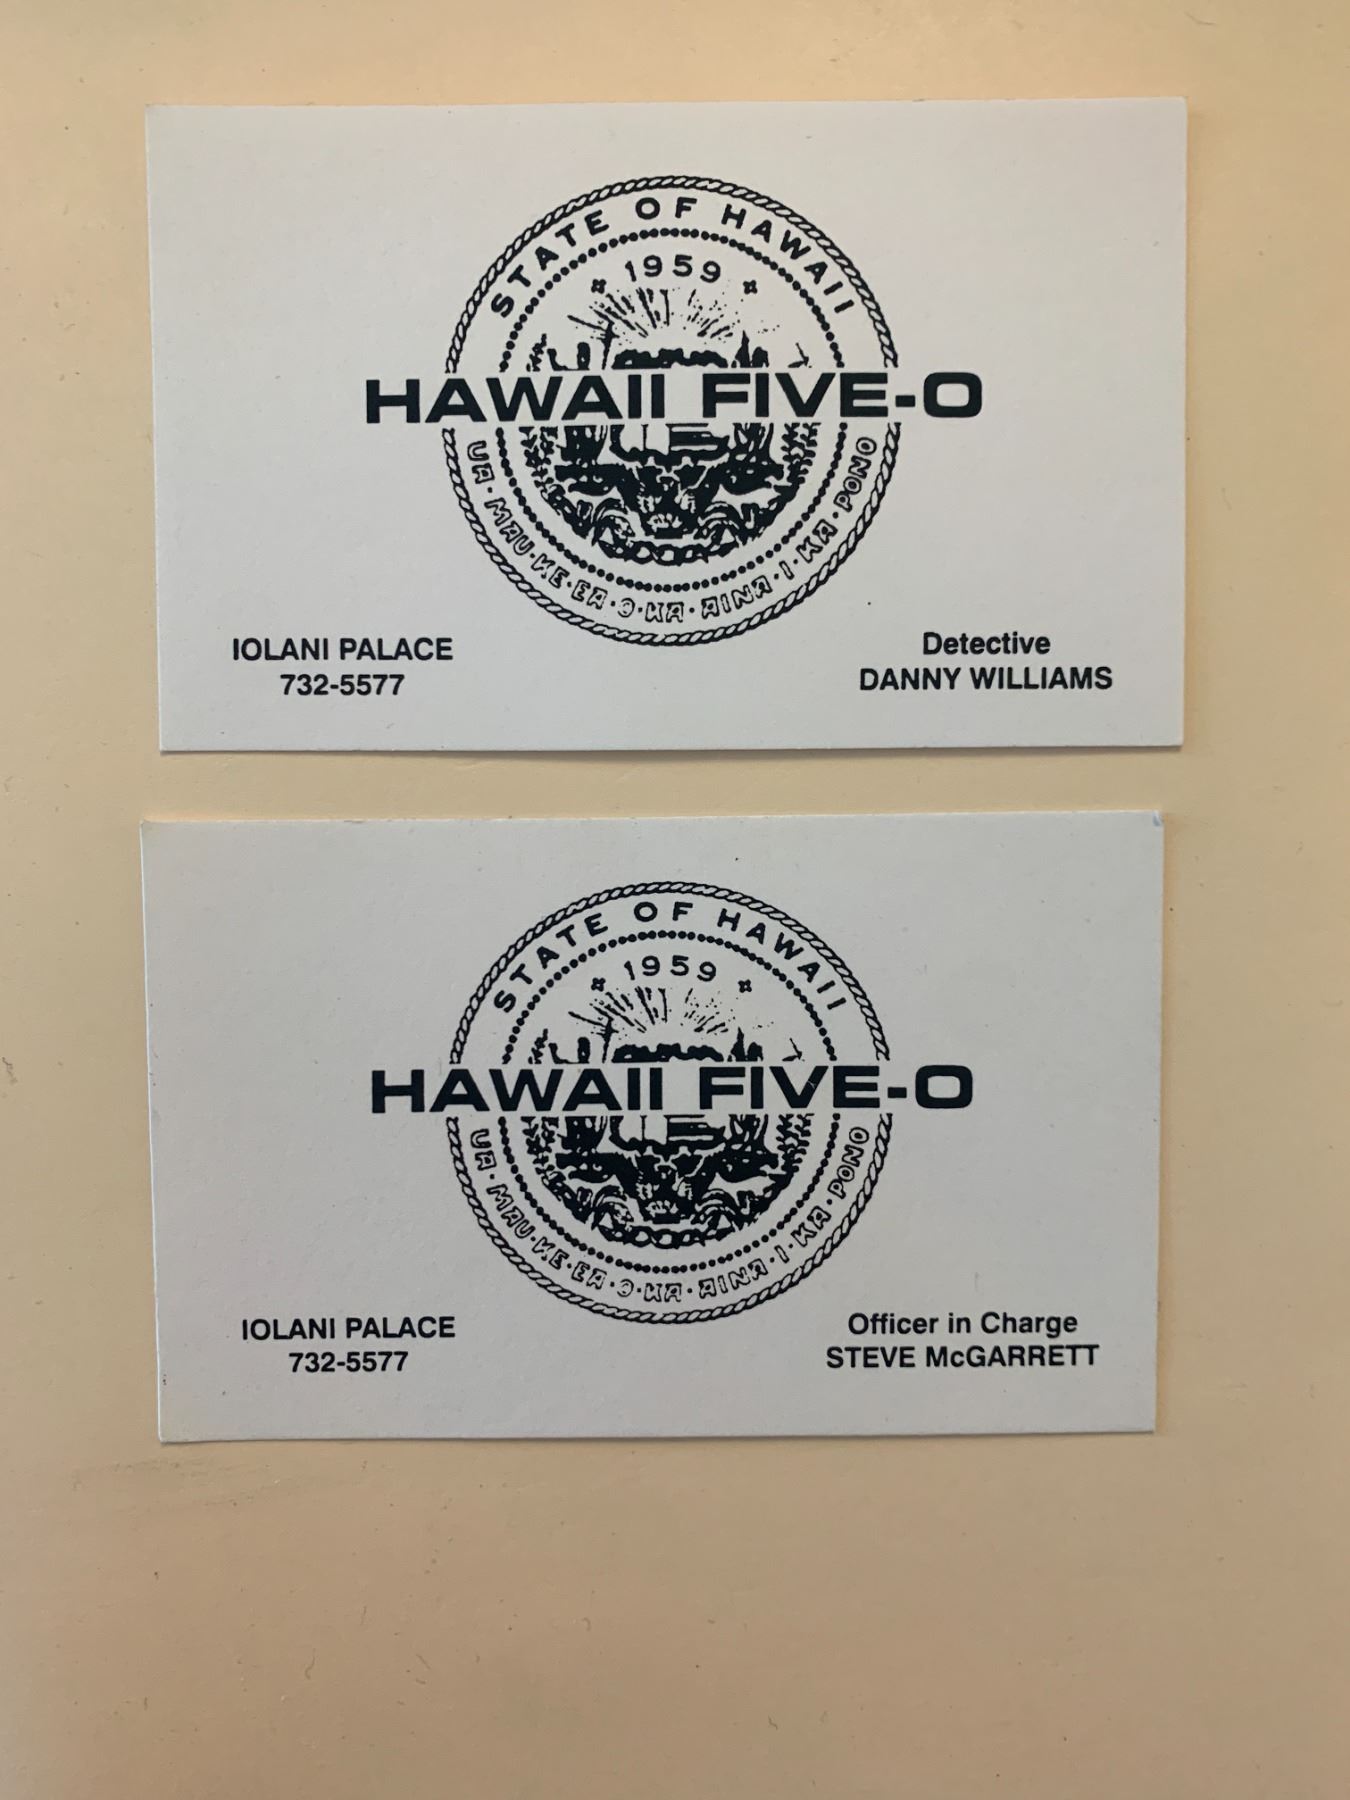 STATE OF HAWAII
1959
HAWAII FIVE-O
UA · MAU · KE · EA · O · KA · AINA · I · KA · PONO
IOLANI PALACE
732-5577
Detective
DANNY WILLIAMS
STATE OF HAWAII
1959
HAWAII FIVE-O
UA · MAU · KE · EA · O · KA · AINA · I · KA · PONO
IOLANI PALACE
732-5577
Officer in Charge
STEVE McGARRETT